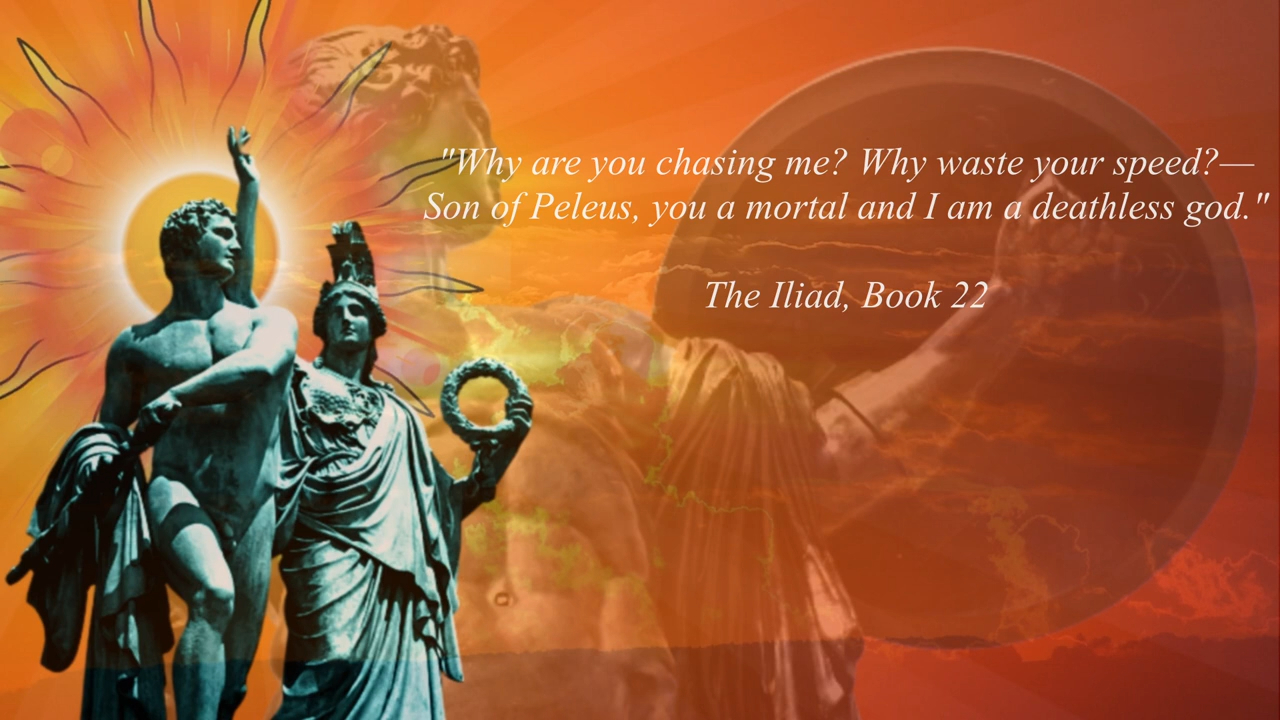 "Why are you chasing me? Why waste your speed?—
Son of Peleus, you a mortal and I am a deathless god."
The Iliad, Book 22